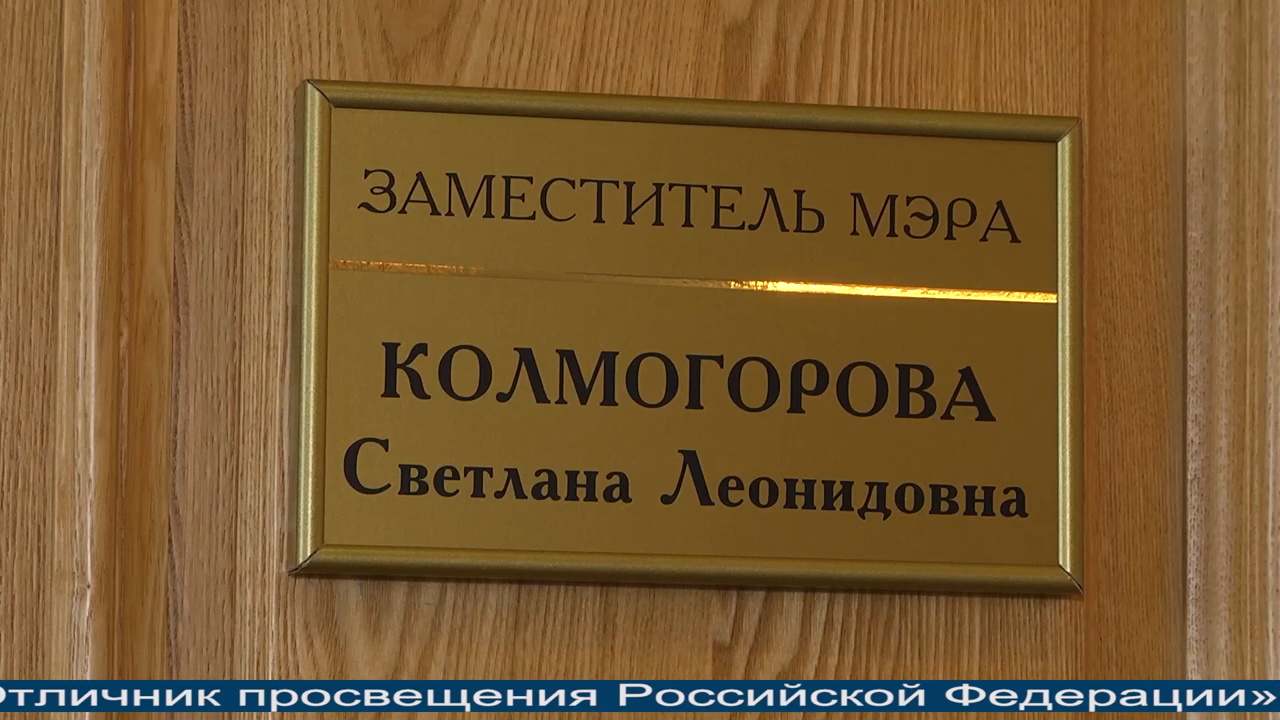 ЗАМЕСТИТЕЛЬ МЭРА
КОЛМОГОРОВА
Светлана Леонидовна
Отличник просвещения Российской Федерации»